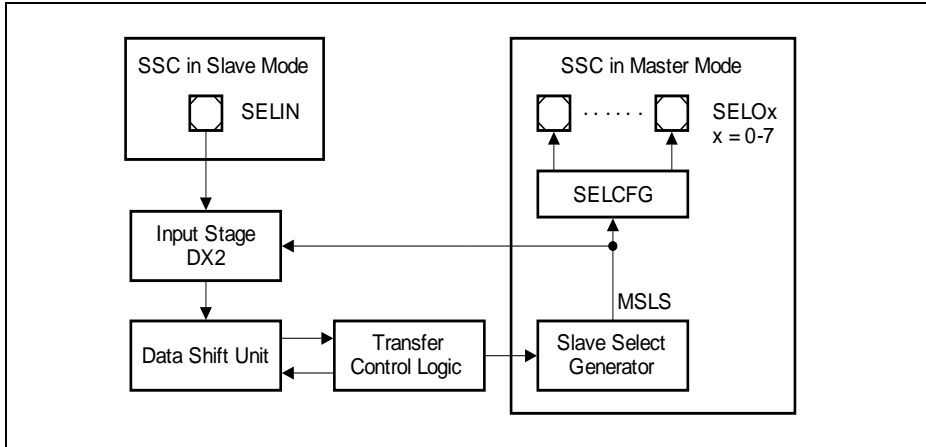 SSC in Slave Mode
SELIN
SSC in Master Mode
. . . . . .
SELOx
x = 0-7
SELCFG
Input Stage
DX2
MSLS
Data Shift Unit
Transfer
Control Logic
Slave Select
Generator